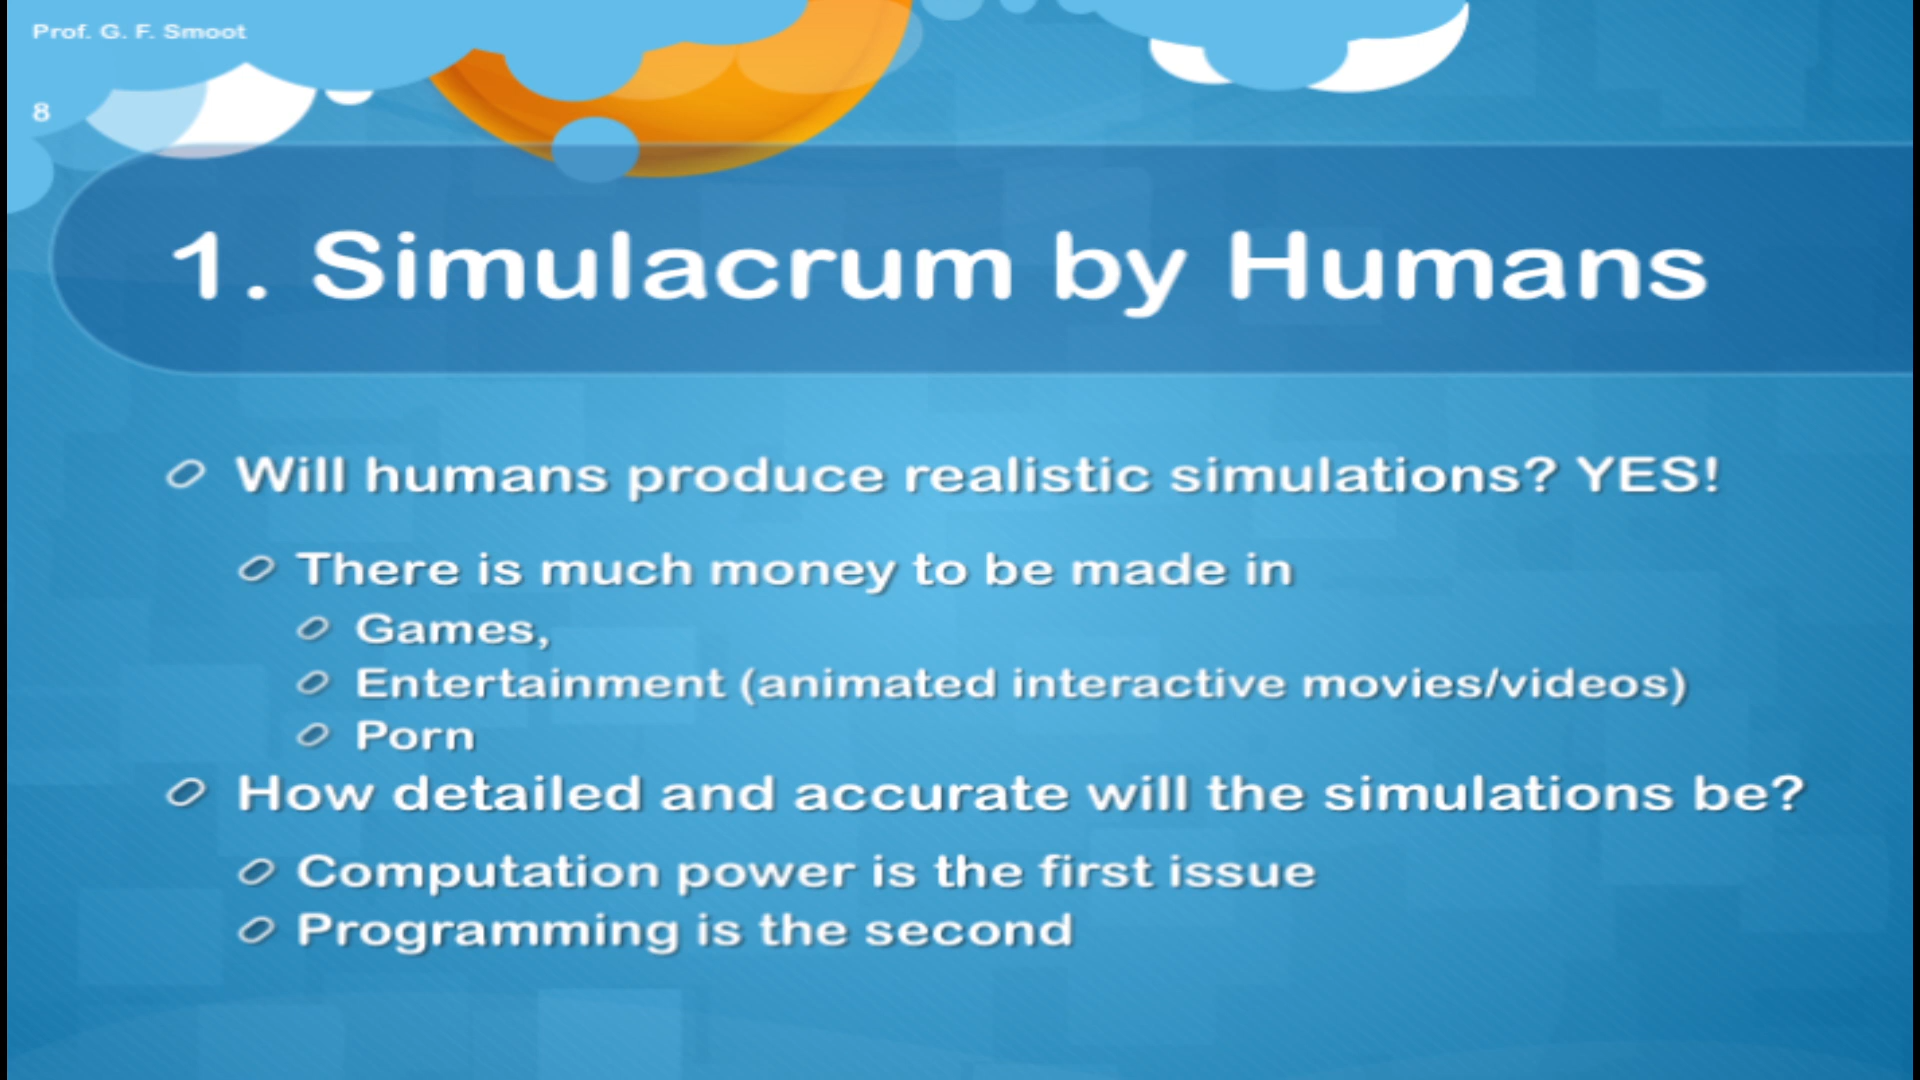 Prof. G. F. Smoot
8
1. Simulacrum by Humans
Will humans produce realistic simulations? YES!
There is much money to be made in
Games,
Entertainment (animated interactive movies/videos)
Porn
How detailed and accurate will the simulations be?
Computation power is the first issue
Programming is the second